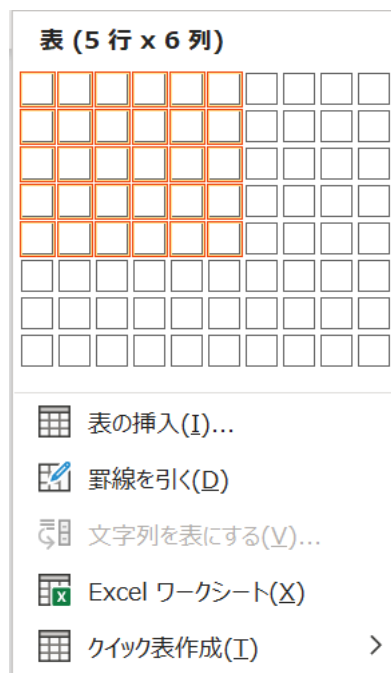 表 (5 行 x 6 列)
表の挿入(I)...
罫線を引く(D)
文字列を表にする(V)...
Excel ワークシート(X)
クイック表作成(T)